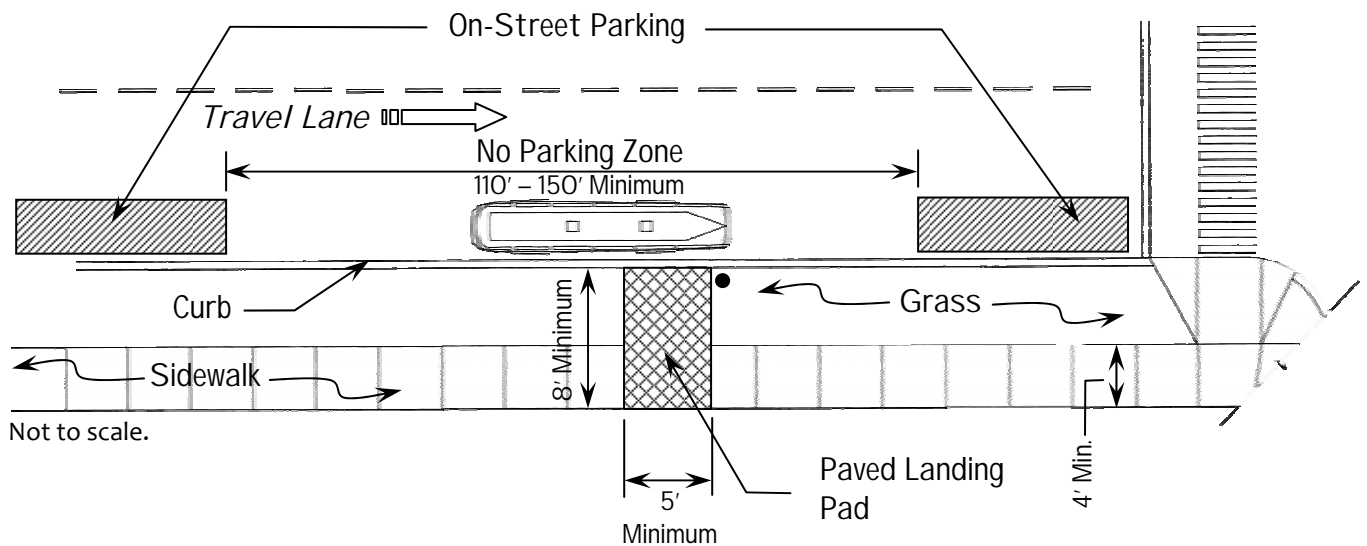 On-Street Parking
Travel Lane
No Parking Zone
110' – 150' Minimum
Curb
8' Minimum
Grass
Sidewalk
Not to scale.
4' Min.
5'
Minimum
Paved Landing
Pad